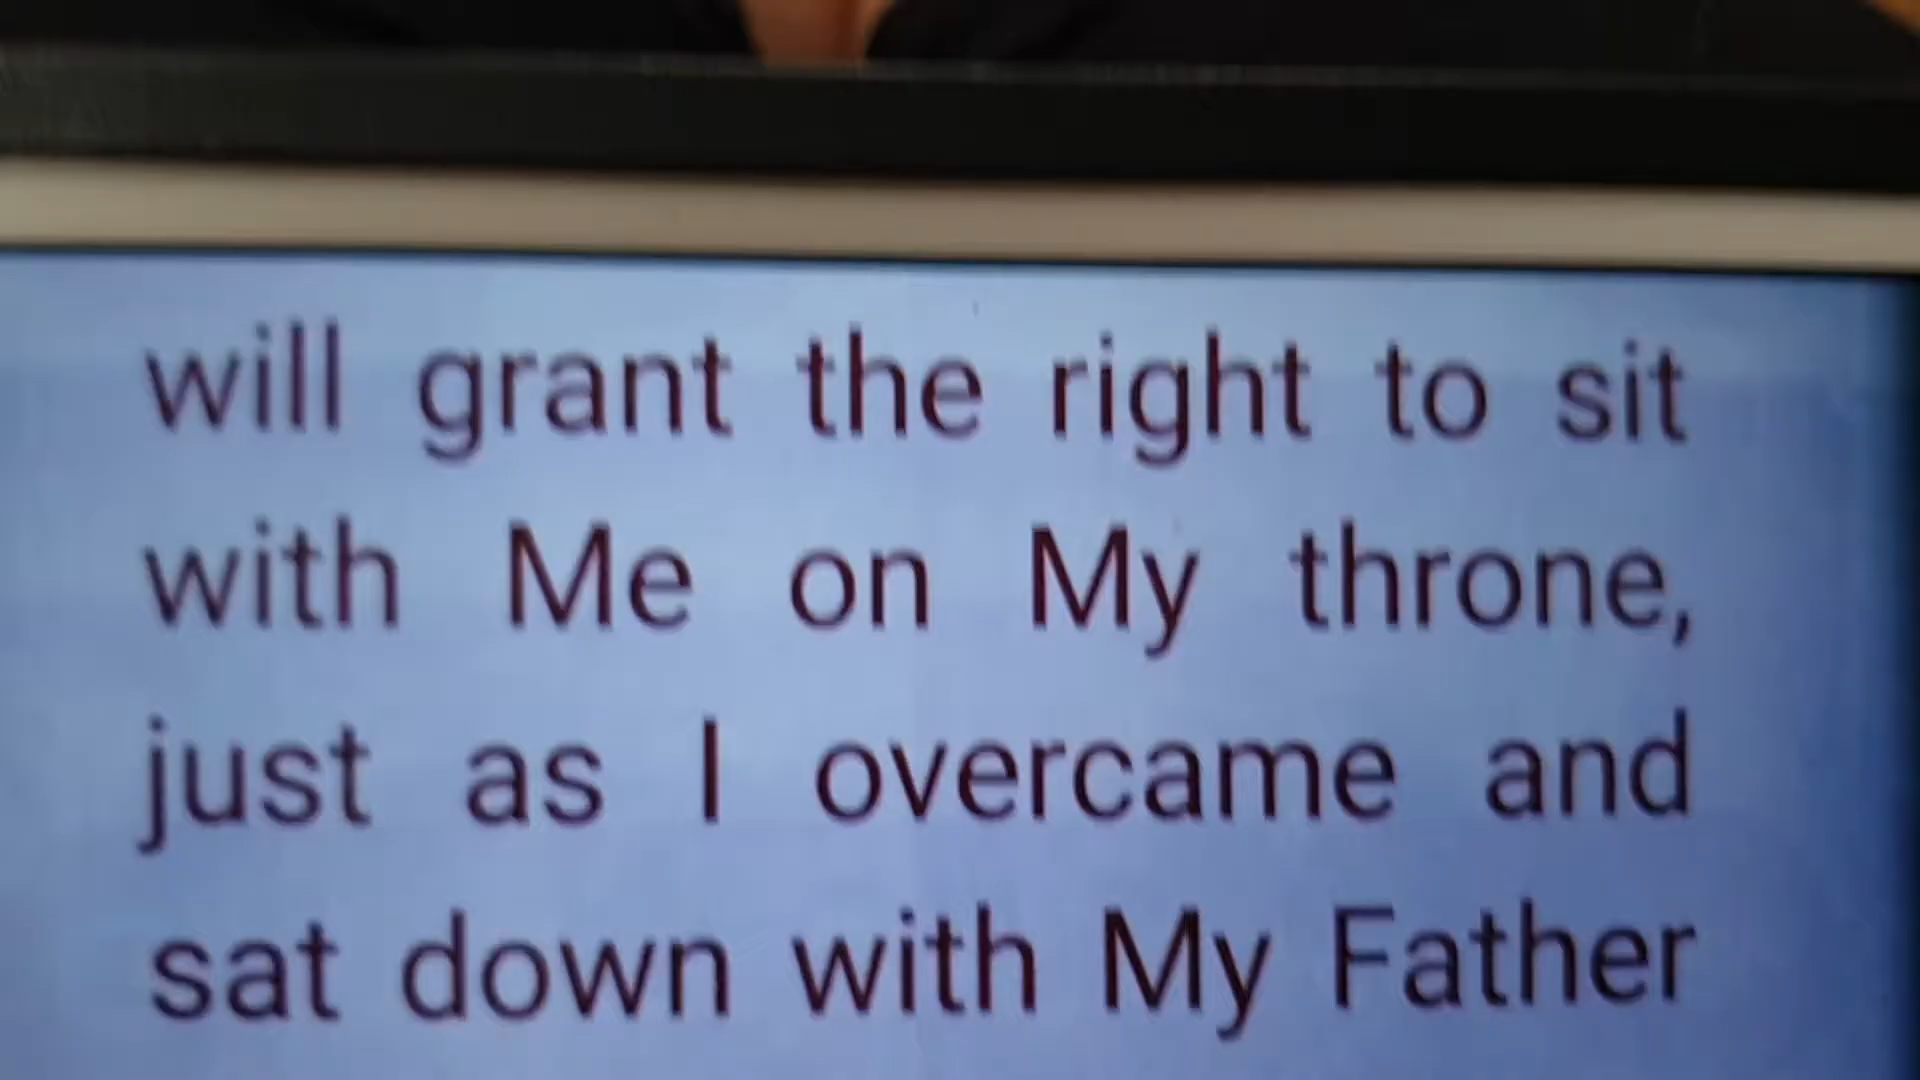 will grant the right to sit
with Me on My throne,
just as I overcame and
sat down with My Father